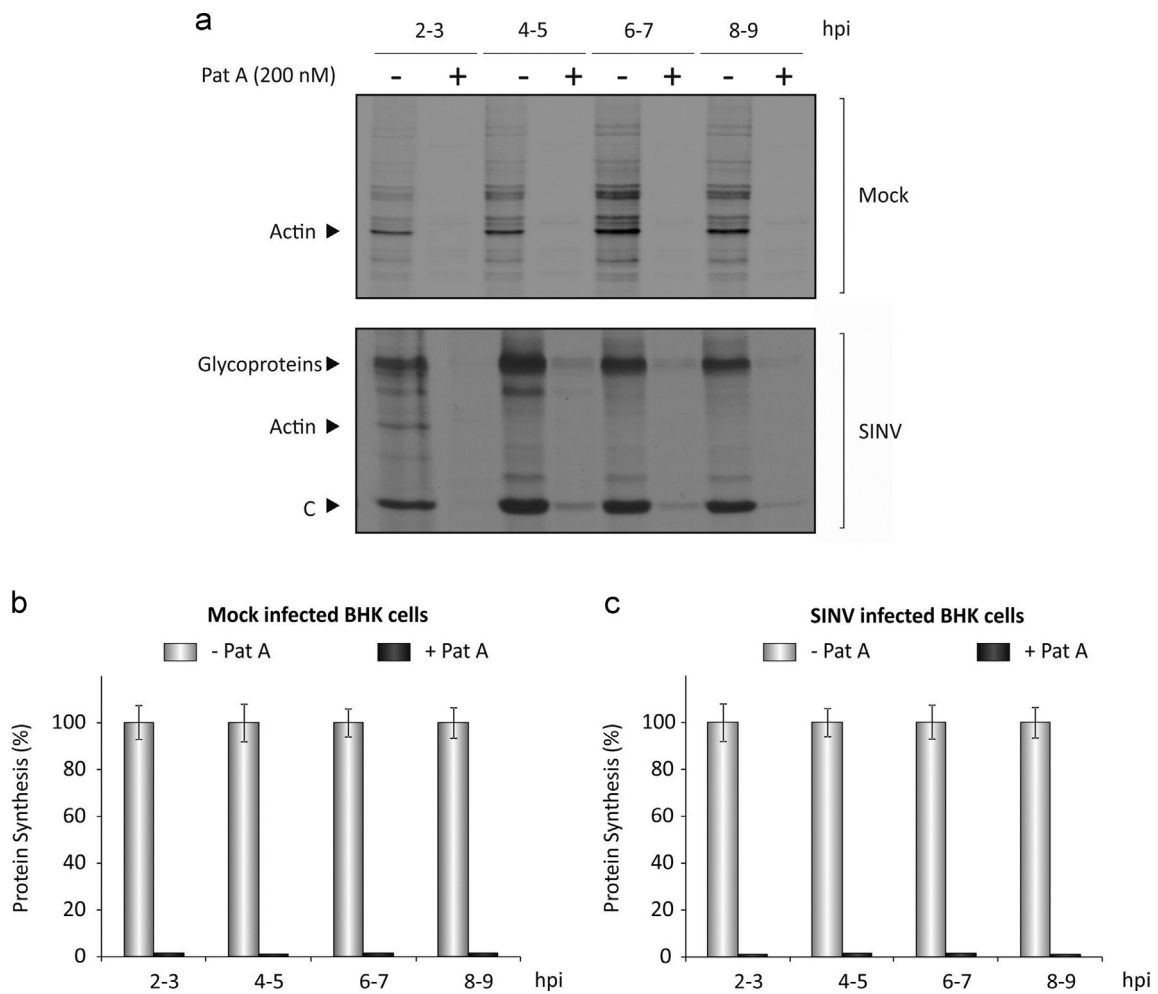 a
2-3 4-5 6-7 8-9 hpi
Pat A (200 nM) - + - + - + - +
Actin
Mock
Glycoproteins
Actin
C
SINV
b
Mock infected BHK cells
- Pat A + Pat A
Protein Synthesis (%)
100
80
60
40
20
0
2-3 4-5 6-7 8-9 hpi
c
SINV infected BHK cells
- Pat A + Pat A
Protein Synthesis (%)
100
80
60
40
20
0
2-3 4-5 6-7 8-9 hpi